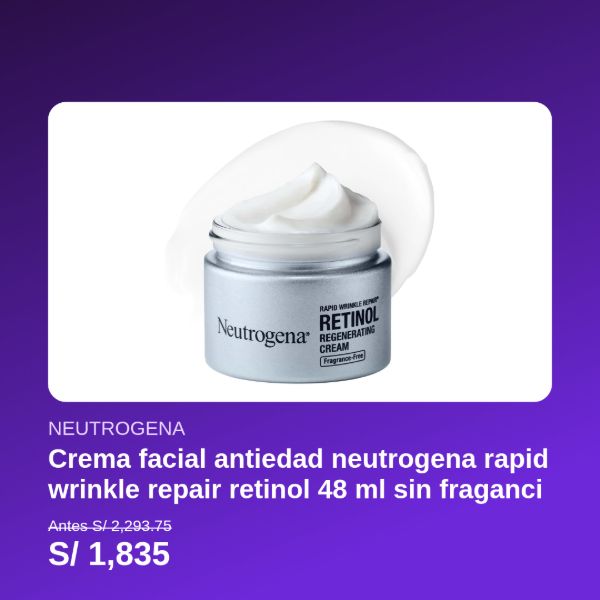 Neutrogena®
RAPID WRINKLE REPAIR®
RETINOL
REGENERATING
CREAM
Fragrance-Free
NEUTROGENA
Crema facial antiedad neutrogena rapid
wrinkle repair retinol 48 ml sin fraganci
Antes S/ 2,293.75
S/ 1,835